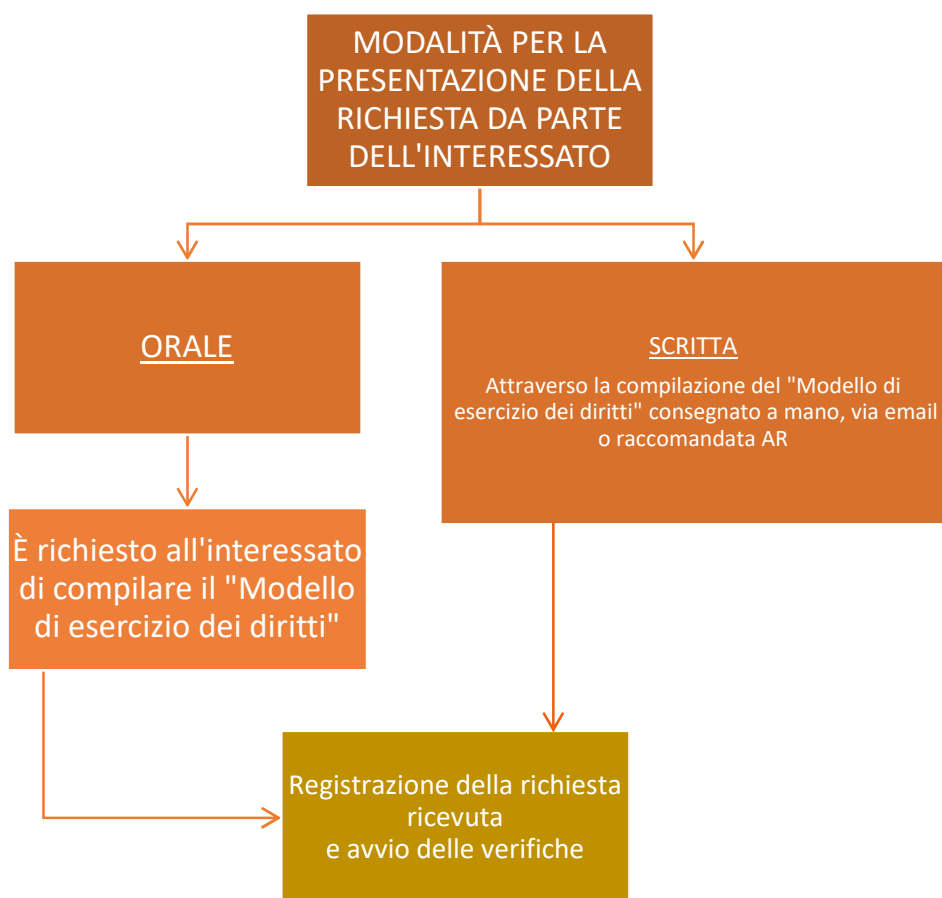 MODALITÀ PER LA
PRESENTAZIONE DELLA
RICHIESTA DA PARTE
DELL'INTERESSATO
ORALE
SCRITTA
Attraverso la compilazione del "Modello di
esercizio dei diritti" consegnato a mano, via email
o raccomandata AR
È richiesto all'interessato
di compilare il "Modello
di esercizio dei diritti"
Registrazione della richiesta
ricevuta
e avvio delle verifiche